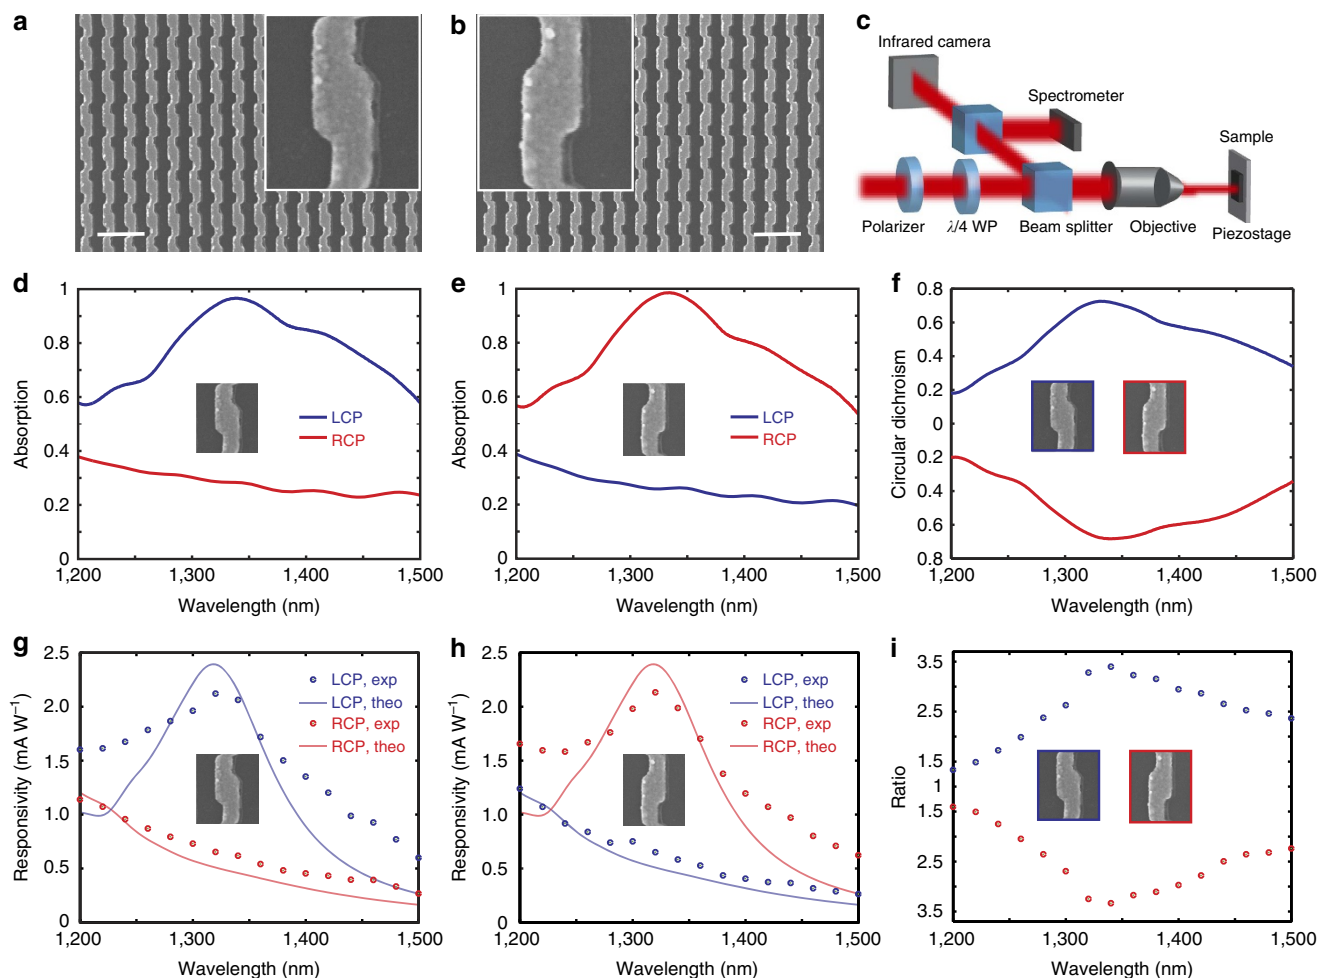 a
b
c
Infrared camera
Spectrometer
Sample
Polarizer
λ/4 WP
Beam splitter
Objective
Piezostage
d
1
0.8
0.6
0.4
0.2
0
Absorption
LCP
RCP
1,200
1,300
1,400
1,500
Wavelength (nm)
e
1
0.8
0.6
0.4
0.2
0
Absorption
LCP
RCP
1,200
1,300
1,400
1,500
Wavelength (nm)
f
0.8
0.6
0.4
0.2
0
0.2
0.4
0.6
0.8
Circular dichroism
1,200
1,300
1,400
1,500
Wavelength (nm)
g
2.5
2.0
1.5
1.0
0.5
0
Responsivity (mA W⁻¹)
LCP, exp
LCP, theo
RCP, exp
RCP, theo
1,200
1,300
1,400
1,500
Wavelength (nm)
h
2.5
2.0
1.5
1.0
0.5
0
Responsivity (mA W⁻¹)
LCP, exp
LCP, theo
RCP, exp
RCP, theo
1,200
1,300
1,400
1,500
Wavelength (nm)
i
3.5
2.5
1.5
1
1.5
2.5
3.5
Ratio
1,200
1,300
1,400
1,500
Wavelength (nm)